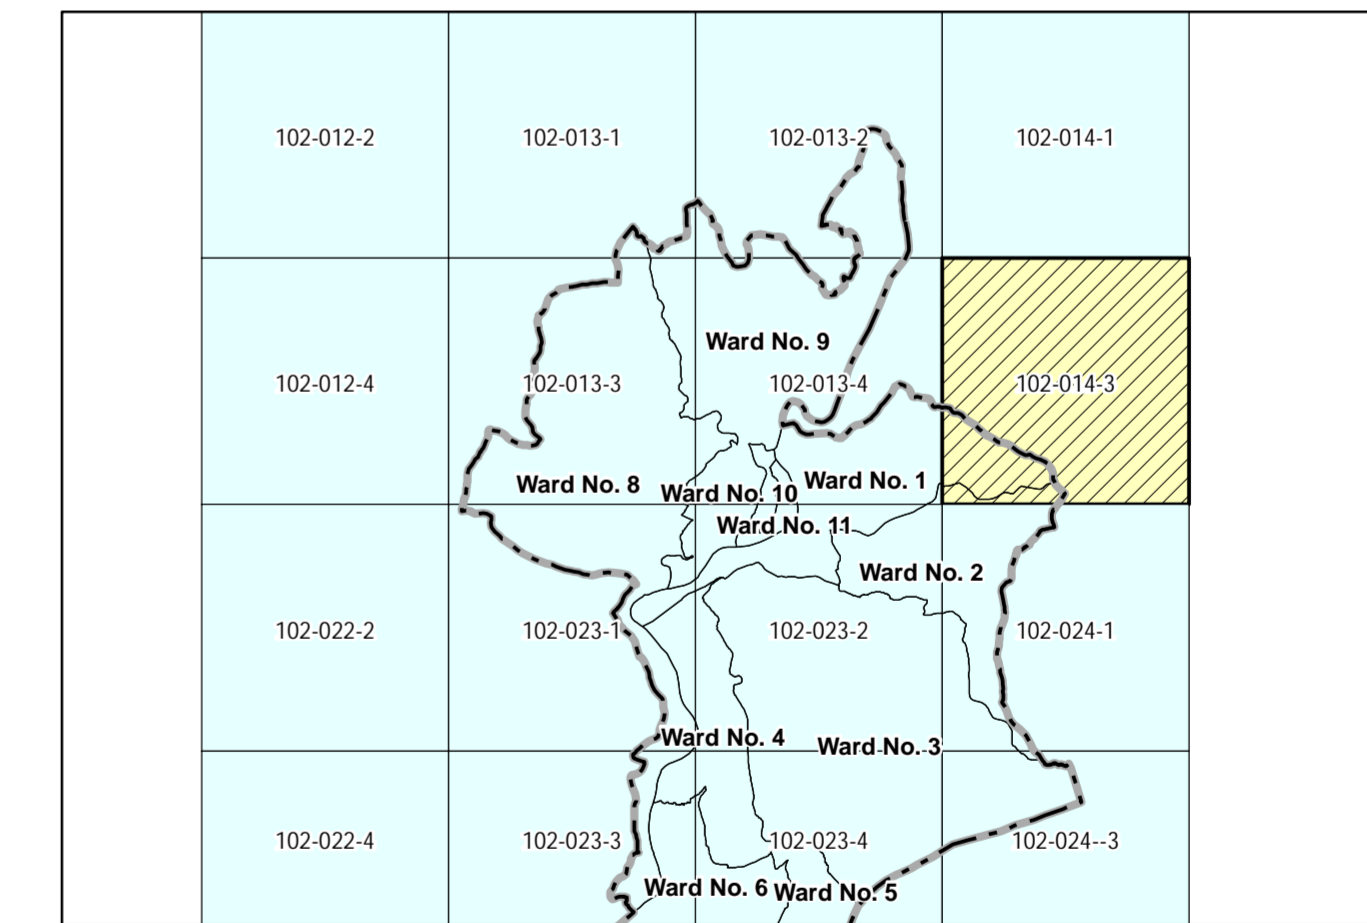 102-012-2
102-013-1
102-013-2
102-014-1
Ward No. 9
102-012-4
102-013-3
102-013-4
102-014-3
Ward No. 8
Ward No. 10
Ward No. 1
Ward No. 11
Ward No. 2
102-022-2
102-023-1
102-023-2
102-024-1
Ward No. 4
Ward No. 3
102-022-4
102-023-3
102-023-4
102-024--3
Ward No. 6
Ward No. 5